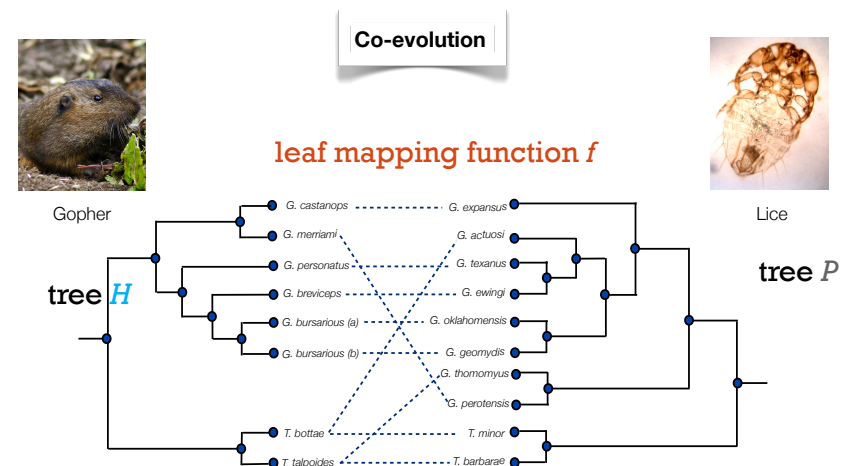 Co-evolution
leaf mapping function f
Gopher
Lice
tree H
tree P
G. castanops
G. merriami
G. personatus
G. breviceps
G. bursarious (a)
G. bursarious (b)
T. bottae
T. talpoides
G. expansus
G. actuosi
G. texanus
G. ewingi
G. oklahomensis
G. geomydis
G. thomomyus
G. perotensis
T. minor
T. barbarae